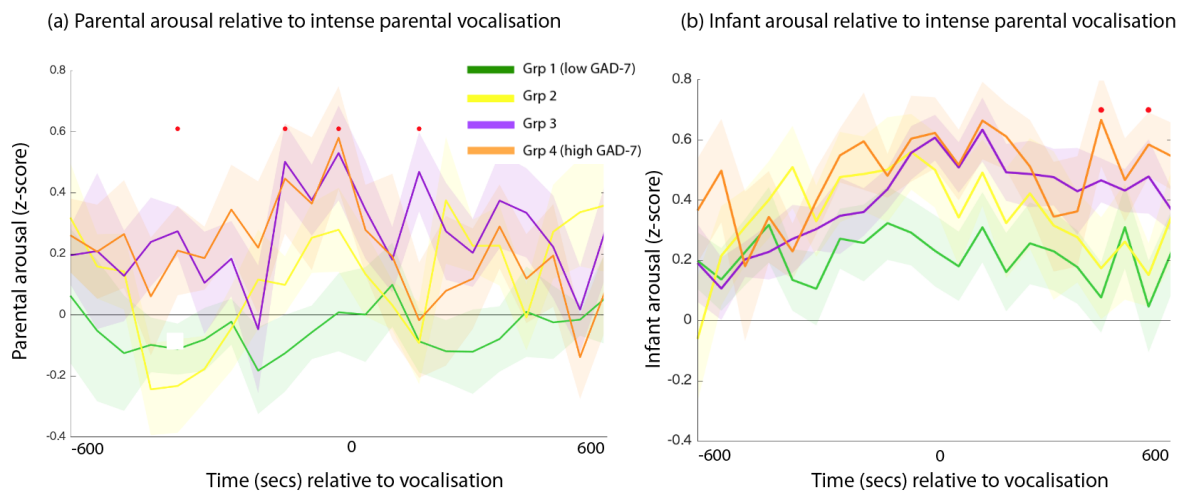 (a) Parental arousal relative to intense parental vocalisation
0.8
0.6
0.4
0.2
0
-0.2
-0.4
Parental arousal (z-score)
-600
0
600
Time (secs) relative to vocalisation
Grp 1 (low GAD-7)
Grp 2
Grp 3
Grp 4 (high GAD-7)
(b) Infant arousal relative to intense parental vocalisation
0.8
0.6
0.4
0.2
0
-0.2
-0.4
Infant arousal (z-score)
-600
0
600
Time (secs) relative to vocalisation